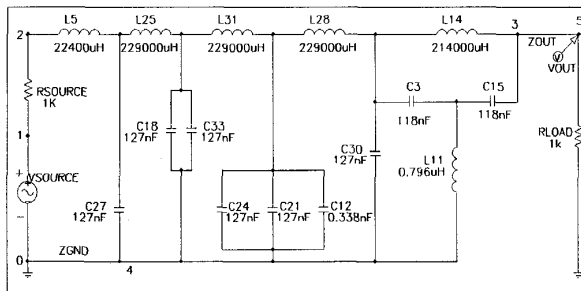 L5 L25 L31 L28 L14
2 3 5
22400uH 229000uH 229000uH 229000uH 214000uH
ZOUT
V
VOUT
C3 C15
RSOURCE
1K
118nF 118nF
C18 C33
127nF 127nF
RLOAD
1k
1
C30
127nF
L11
0.796uH
+
VSOURCE
-
C27
127nF
C24 C21 C12
127nF 127nF 0.338nF
ZGND
0 4